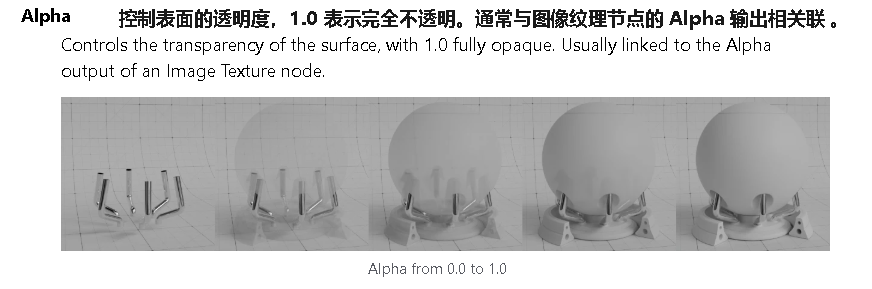 Alpha 控制表面的透明度，1.0 表示完全不透明。通常与图像纹理节点的 Alpha 输出相关联 。
Controls the transparency of the surface, with 1.0 fully opaque. Usually linked to the Alpha
output of an Image Texture node.
Alpha from 0.0 to 1.0